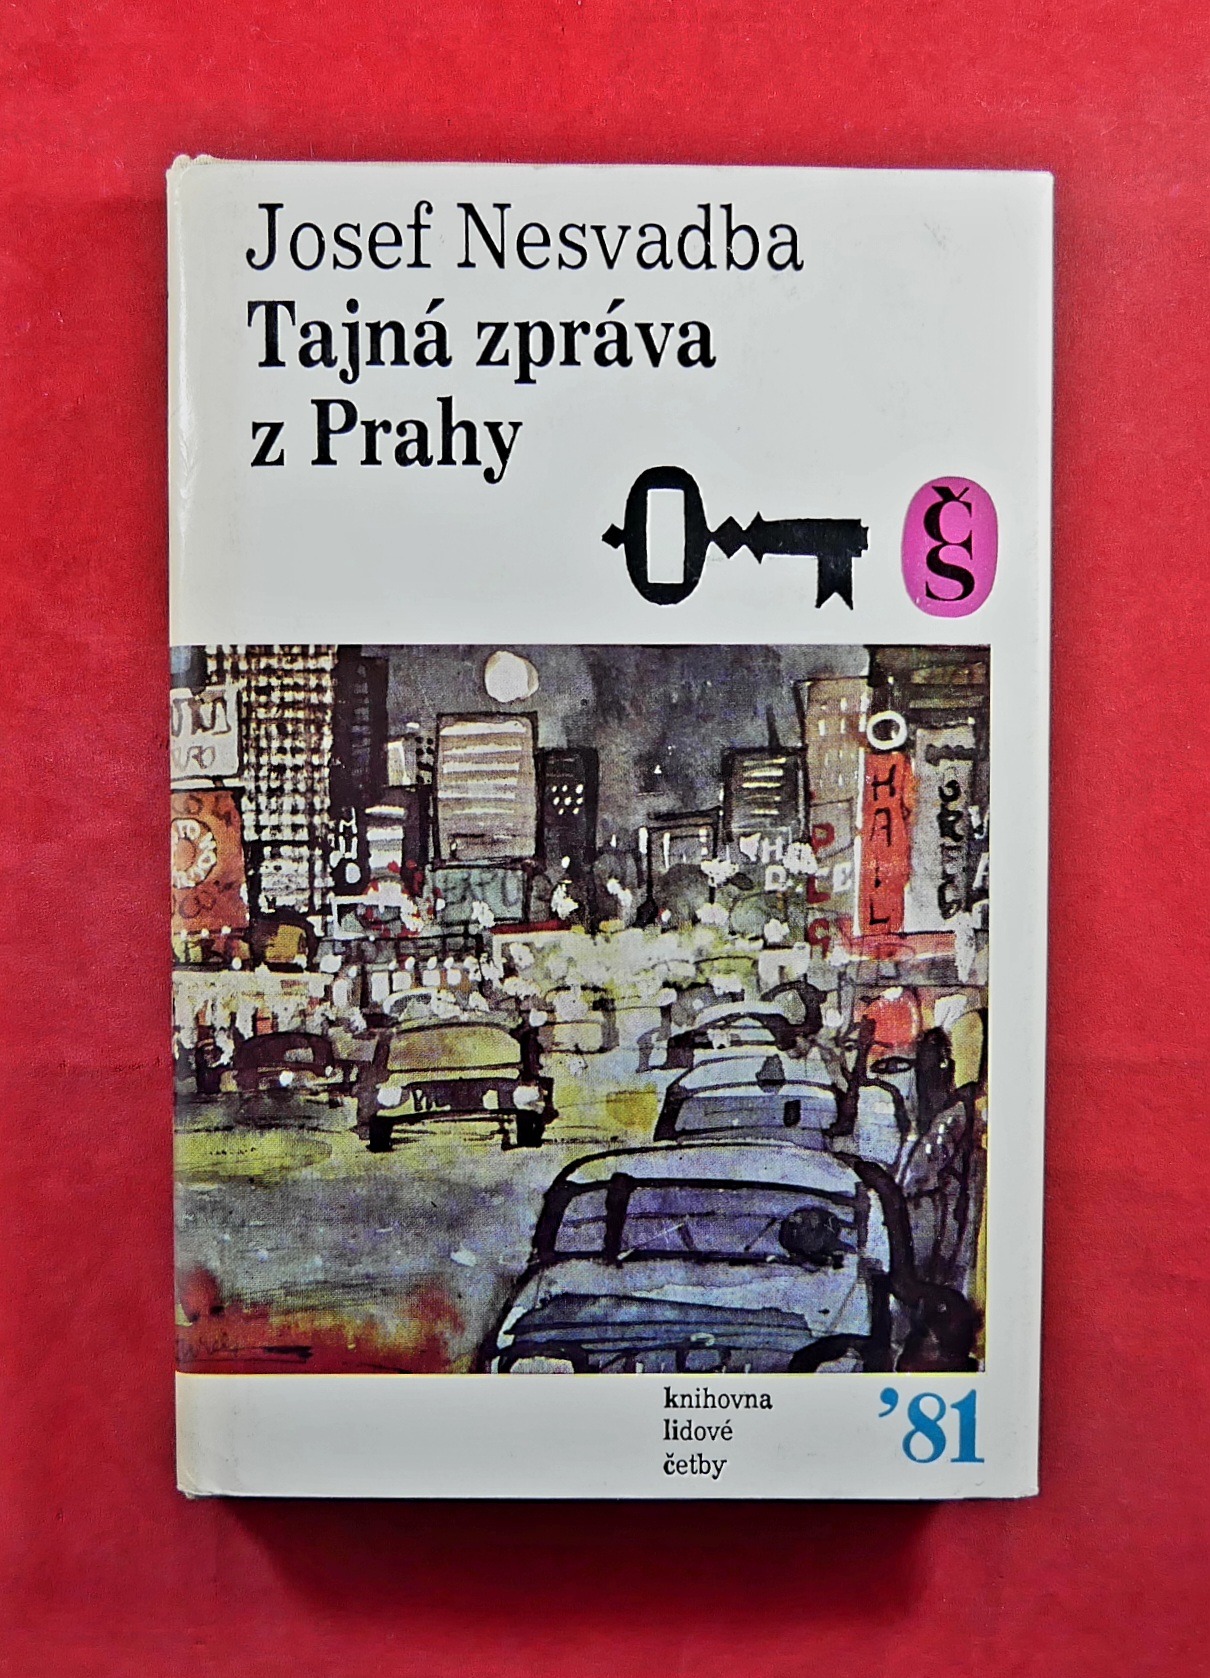 Josef Nesvadba
Tajná zpráva
z Prahy
ČS
knihovna
lidové
četby
'81